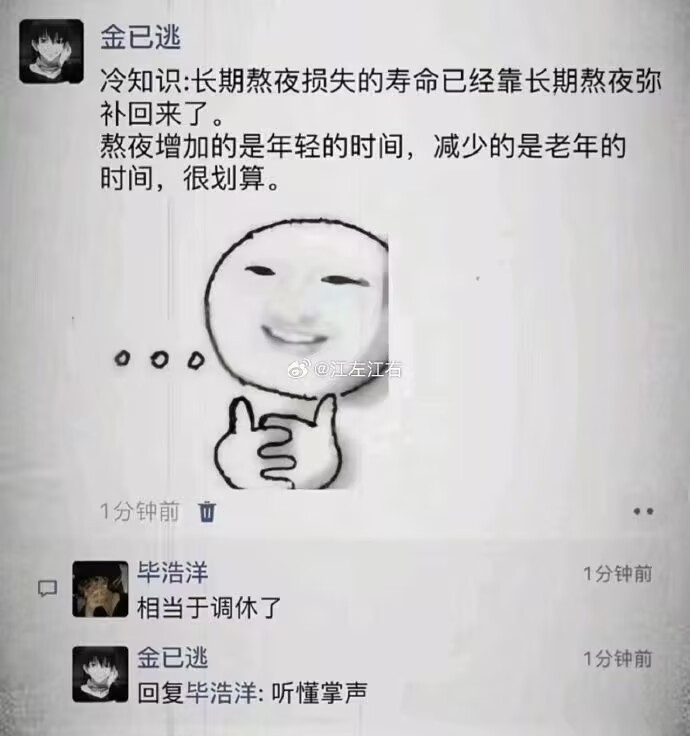 金已逃
冷知识:长期熬夜损失的寿命已经靠长期熬夜弥
补回来了。
熬夜增加的是年轻的时间，减少的是老年的
时间，很划算。
@江左江右
1分钟前
毕浩洋
1分钟前
相当于调休了
金已逃
1分钟前
回复毕浩洋: 听懂掌声